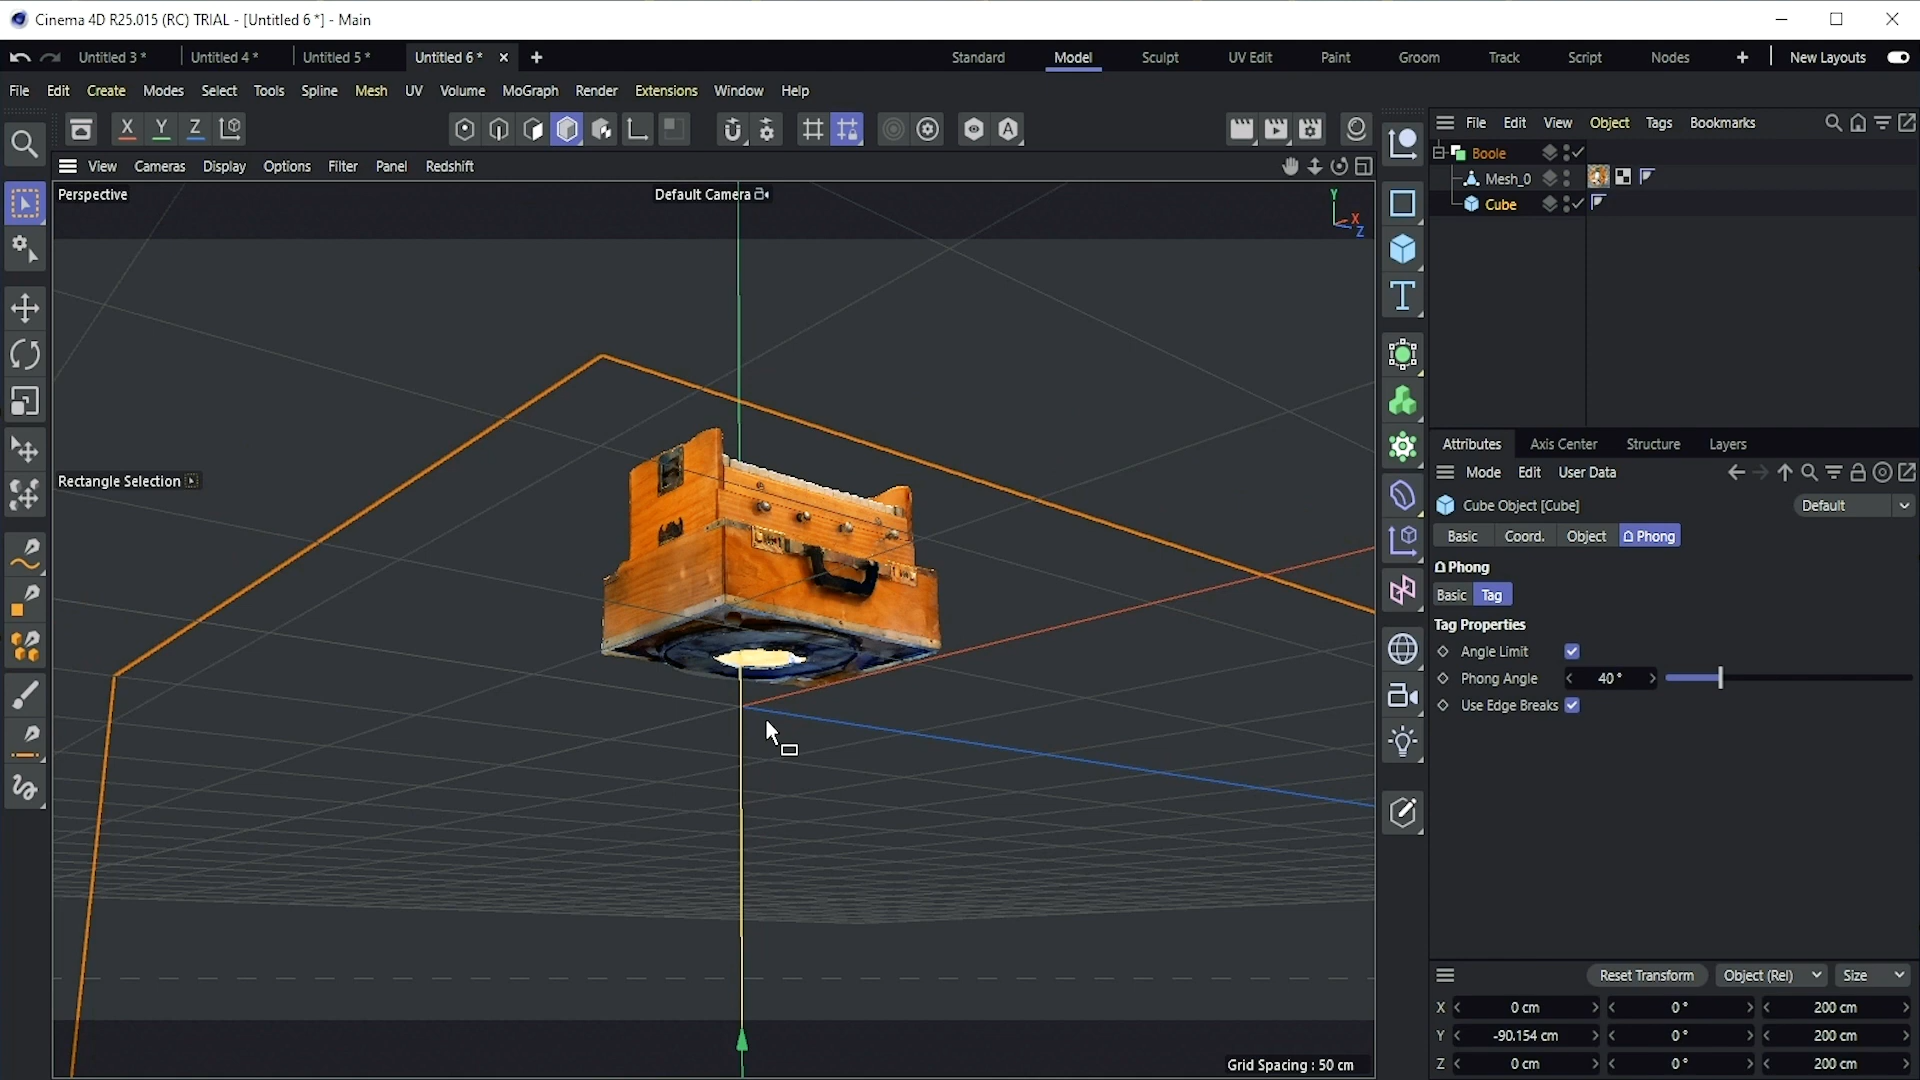 Cinema 4D R25.015 (RC) TRIAL - [Untitled 6 *] - Main
Untitled 3 * Untitled 4 * Untitled 5 * Untitled 6 * Standard Model Sculpt UV Edit Paint Groom Track Script Nodes New Layouts
File Edit Create Modes Select Tools Spline Mesh UV Volume MoGraph Render Extensions Window Help
X Y Z
File Edit View Object Tags Bookmarks
View Cameras Display Options Filter Panel Redshift
Perspective
Default Camera
Y
X
Z
Boole
Mesh_0
Cube
Attributes Axis Center Structure Layers
Mode Edit User Data
Rectangle Selection
Cube Object [Cube]
Default
Basic Coord. Object Phong
Phong
Basic Tag
Tag Properties
Angle Limit
Phong Angle 40 °
Use Edge Breaks
Reset Transform Object (Rel) Size
X 0 cm 0 ° 200 cm
Y -90.154 cm 0 ° 200 cm
Z 0 cm 0 ° 200 cm
Grid Spacing : 50 cm